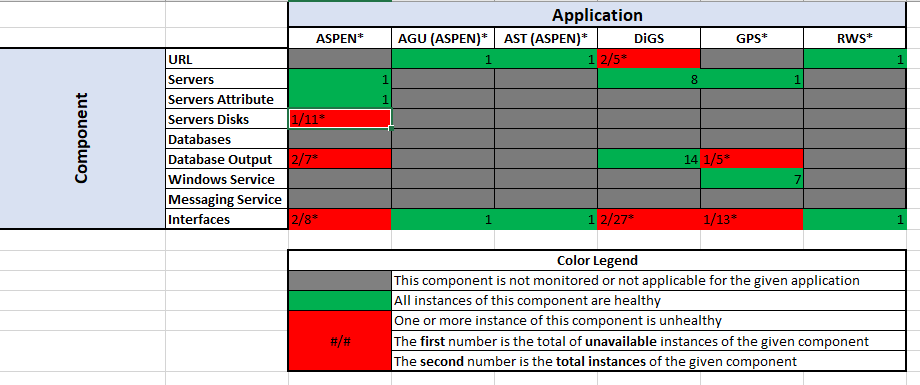 Application
ASPEN* AGU (ASPEN)* AST (ASPEN)* DiGS GPS* RWS*
Component
URL 1 1 2/5* 1
Servers 1 8 1
Servers Attribute 1
Servers Disks 1/11*
Databases
Database Output 2/7* 14 1/5*
Windows Service 7
Messaging Service
Interfaces 2/8* 1 1 2/27* 1/13* 1
Color Legend
This component is not monitored or not applicable for the given application
All instances of this component are healthy
#/#
One or more instance of this component is unhealthy
The first number is the total of unavailable instances of the given component
The second number is the total instances of the given component